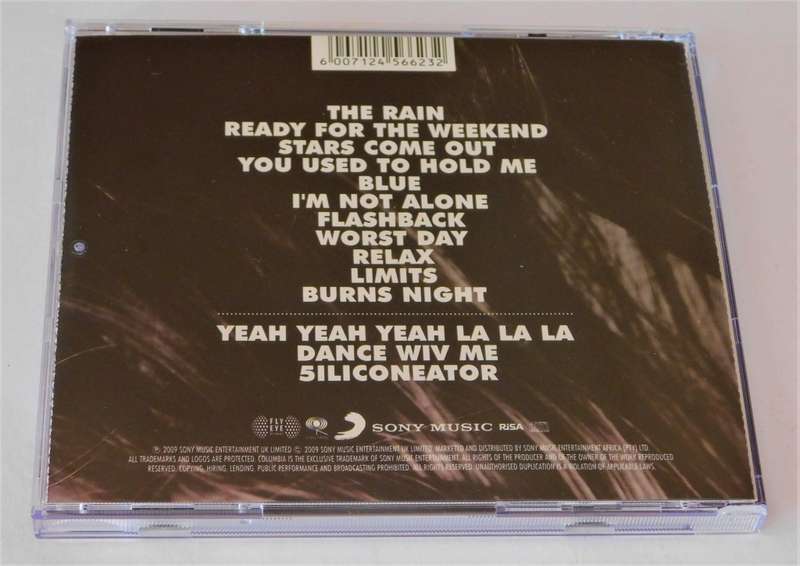 6 007124 566232
THE RAIN
READY FOR THE WEEKEND
STARS COME OUT
YOU USED TO HOLD ME
BLUE
I'M NOT ALONE
FLASHBACK
WORST DAY
RELAX
LIMITS
BURNS NIGHT
YEAH YEAH YEAH LA LA LA
DANCE WIV ME
5ILICONEATOR
FLY
EYE
SONY MUSIC RiSA
℗ 2009 SONY MUSIC ENTERTAINMENT UK LIMITED © 2009 SONY MUSIC ENTERTAINMENT UK LIMITED. MARKETED AND DISTRIBUTED BY SONY MUSIC ENTERTAINMENT AFRICA (PTY) LTD.
ALL TRADEMARKS AND LOGOS ARE PROTECTED. COLUMBIA IS THE EXCLUSIVE TRADEMARK OF SONY MUSIC ENTERTAINMENT. ALL RIGHTS OF THE PRODUCER AND OF THE OWNER OF THE WORK REPRODUCED
RESERVED. COPYING, HIRING, LENDING, PUBLIC PERFORMANCE AND BROADCASTING PROHIBITED. ALL RIGHTS RESERVED. UNAUTHORISED DUPLICATION IS A VIOLATION OF APPLICABLE LAWS.